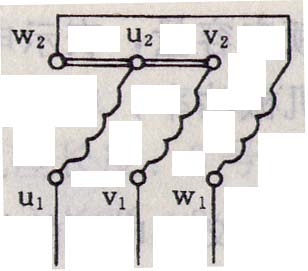 w₂ u₂ v₂
u₁ v₁ w₁